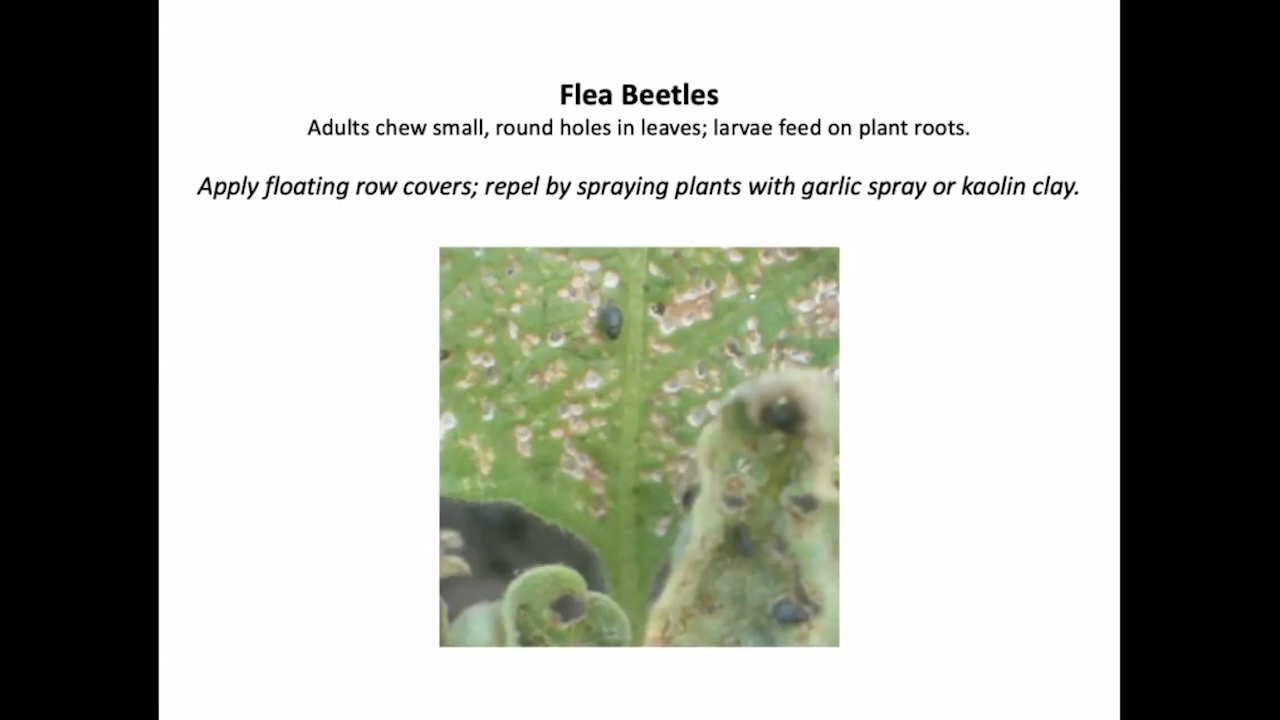 Flea Beetles
Adults chew small, round holes in leaves; larvae feed on plant roots.
Apply floating row covers; repel by spraying plants with garlic spray or kaolin clay.